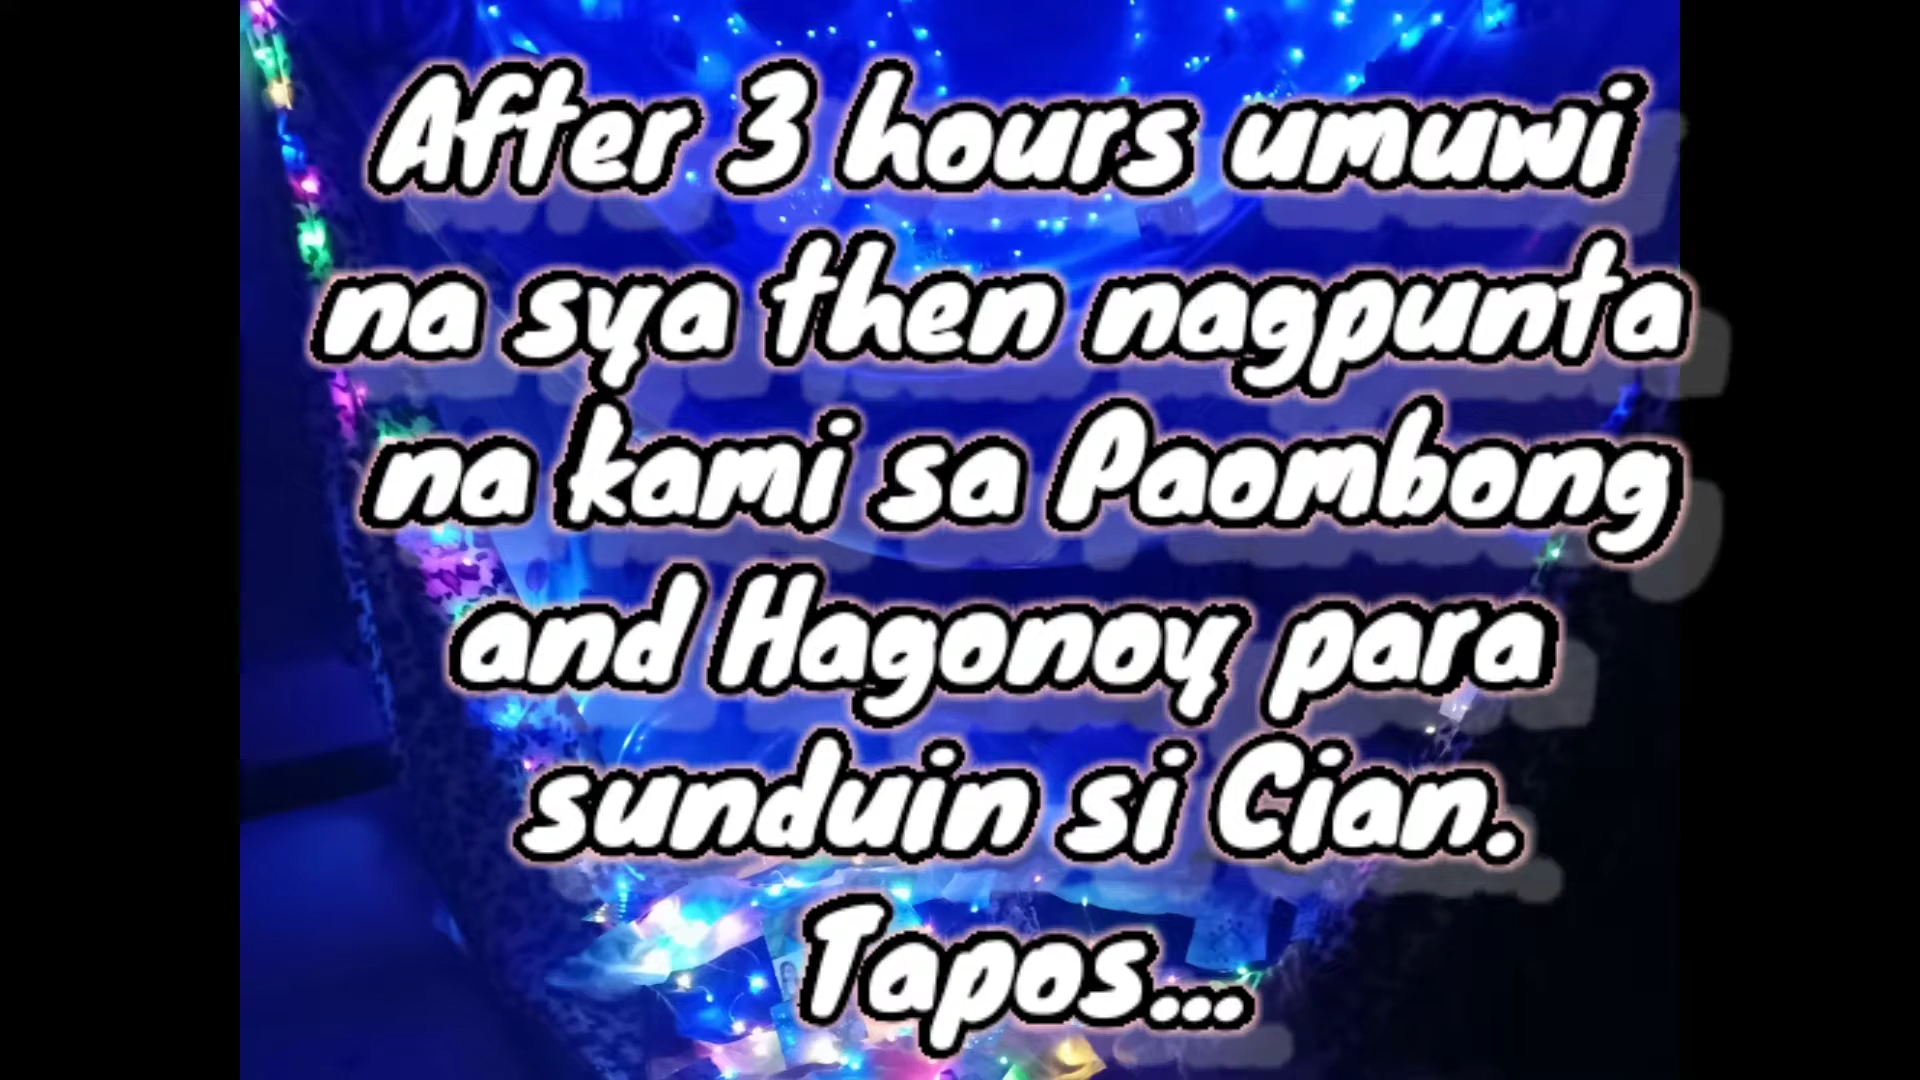 After 3 hours umuwi
na sya then nagpunta
na kami sa Paombong
and Hagonoy para
sunduin si Cian.
Tapos...